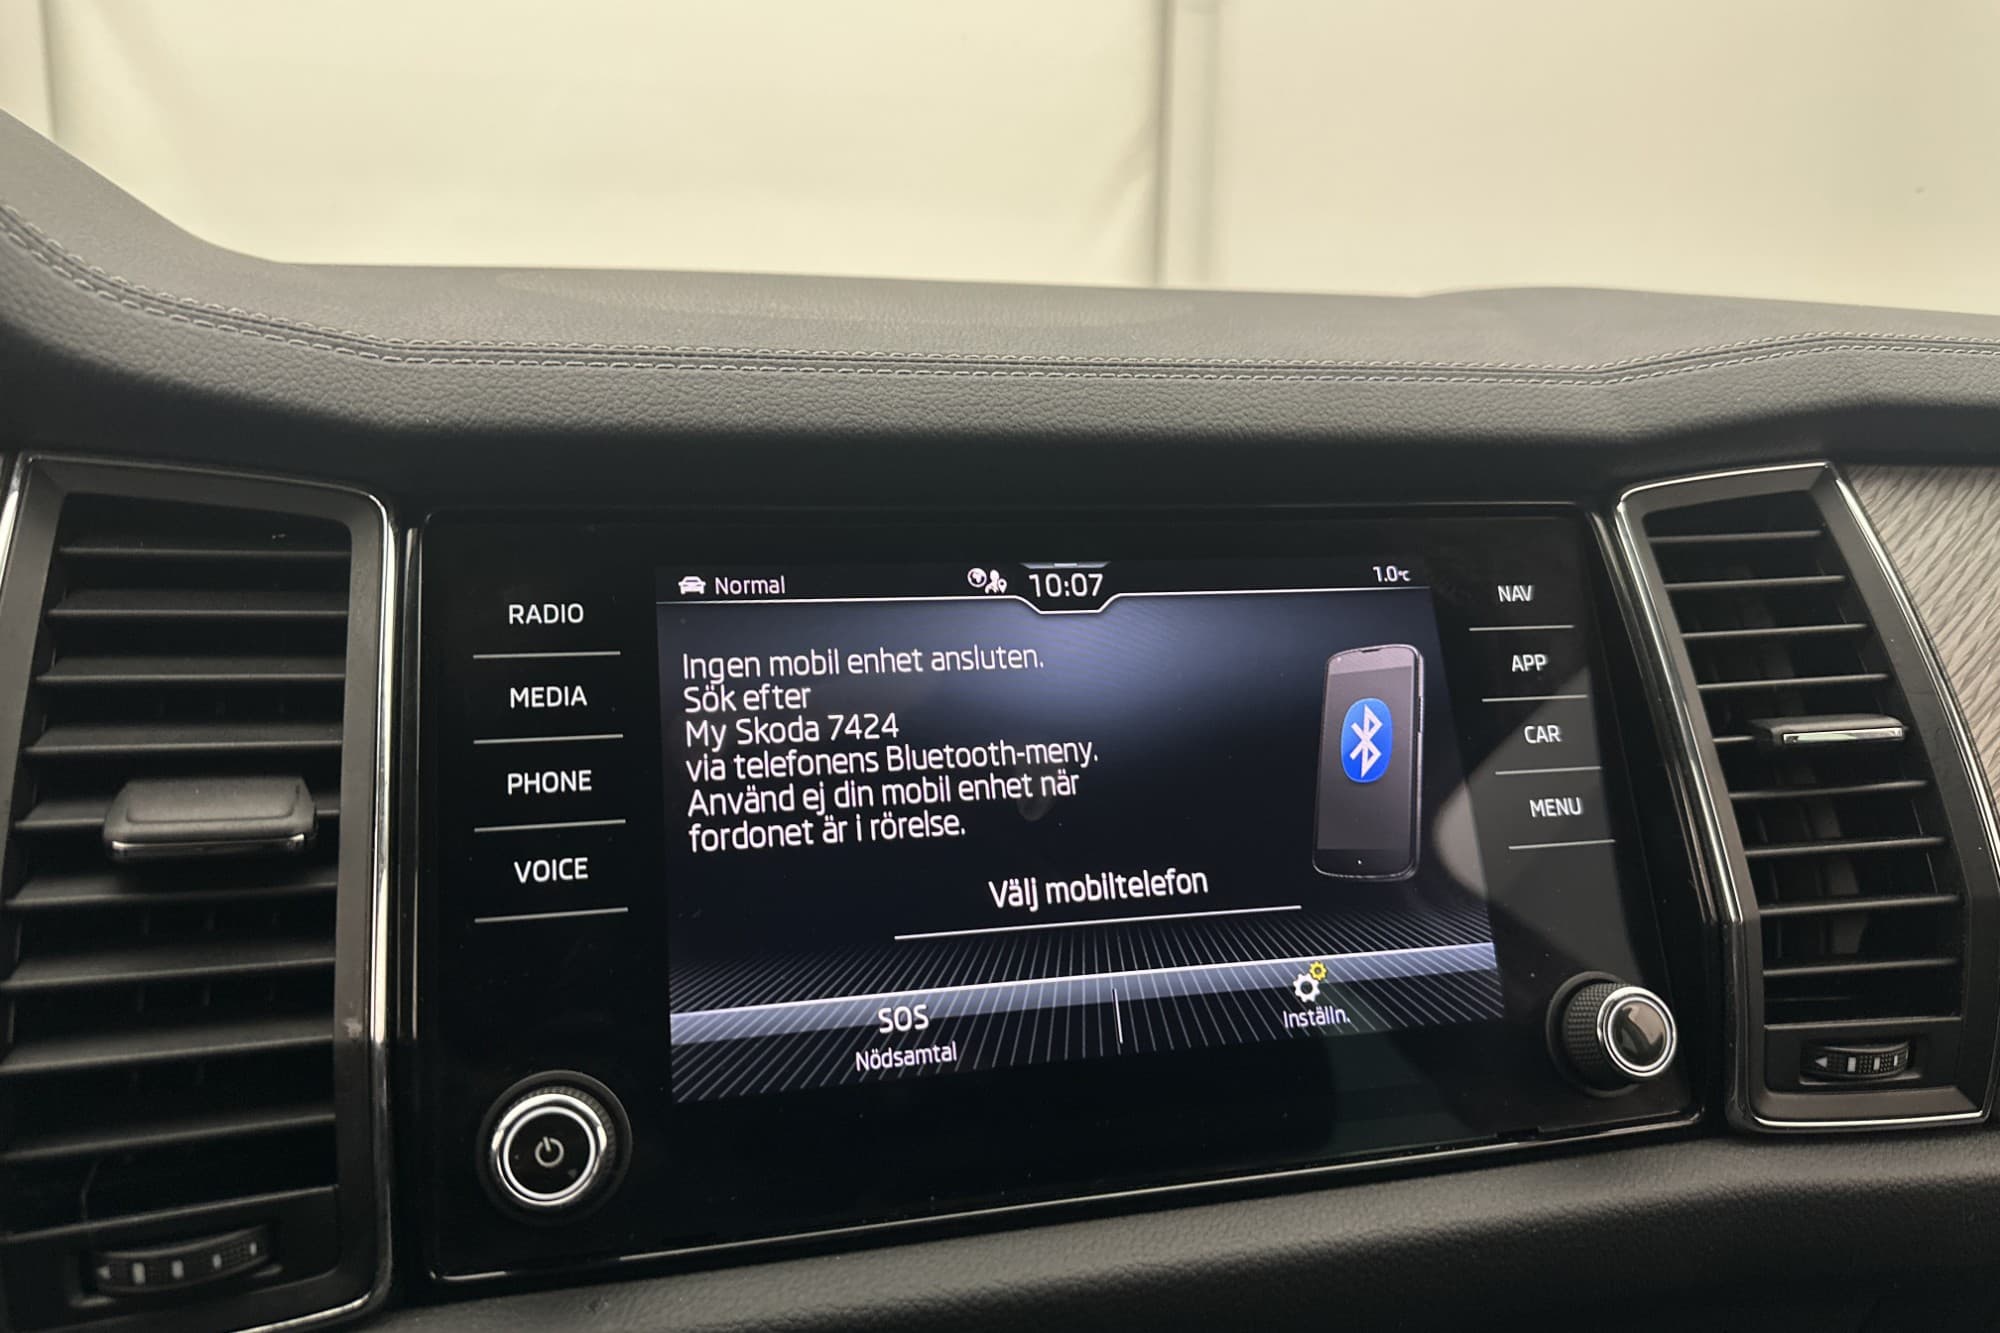 Normal
10:07
1.0°C
RADIO
MEDIA
PHONE
VOICE
Ingen mobil enhet ansluten.
Sök efter
My Skoda 7424
via telefonens Bluetooth-meny.
Använd ej din mobil enhet när
fordonet är i rörelse.
Välj mobiltelefon
SOS
Nödsamtal
Inställn.
NAV
APP
CAR
MENU